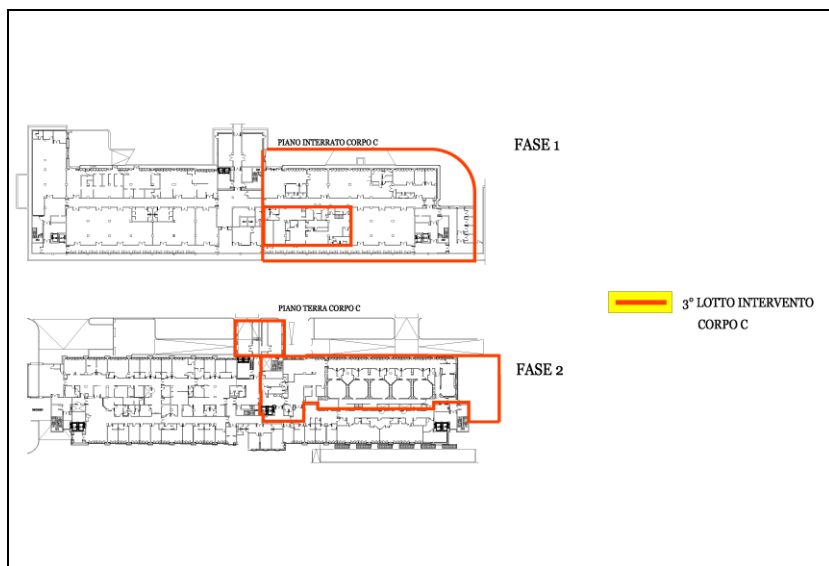 PIANO INTERRATO CORPO C
FASE 1
PIANO TERRA CORPO C
3° LOTTO INTERVENTO
CORPO C
FASE 2